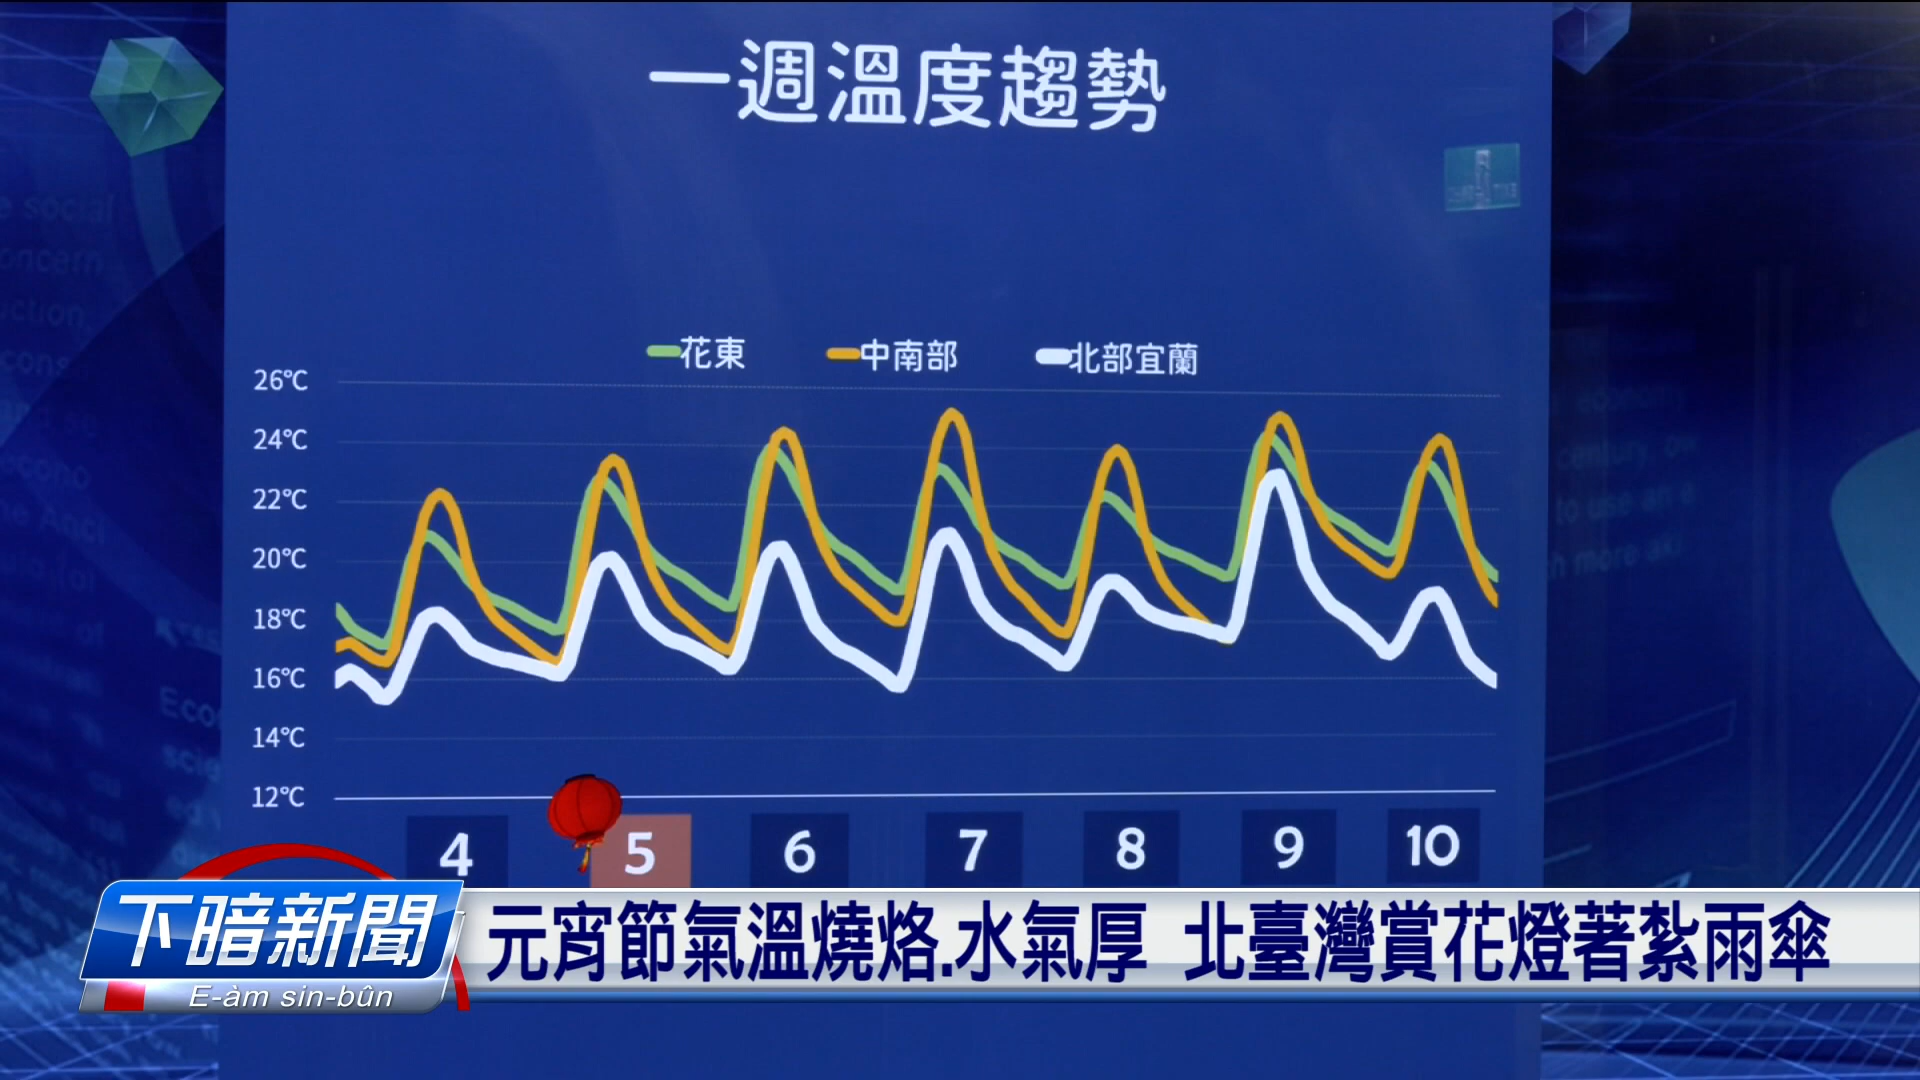 一週溫度趨勢
花東 中南部 北部宜蘭
26℃
24℃
22℃
20℃
18℃
16℃
14℃
12℃
4 5 6 7 8 9 10
下暗新聞
E-àm sin-bûn
元宵節氣溫燒烙.水氣厚 北臺灣賞花燈著紮雨傘